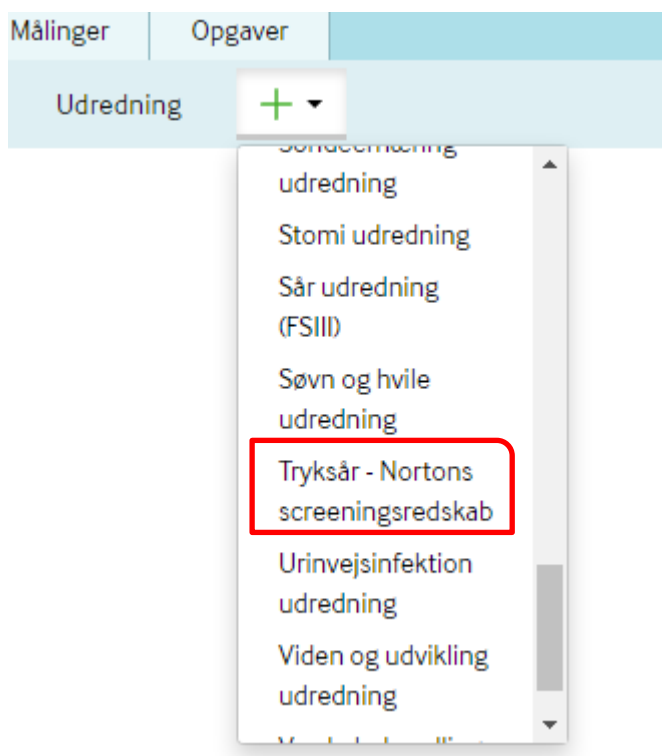 Målinger
Opgaver
Udredning
udredning
Stomi udredning
Sår udredning
(FSIII)
Søvn og hvile
udredning
Tryksår - Nortons
screeningsredskab
Urinvejsinfektion
udredning
Viden og udvikling
udredning